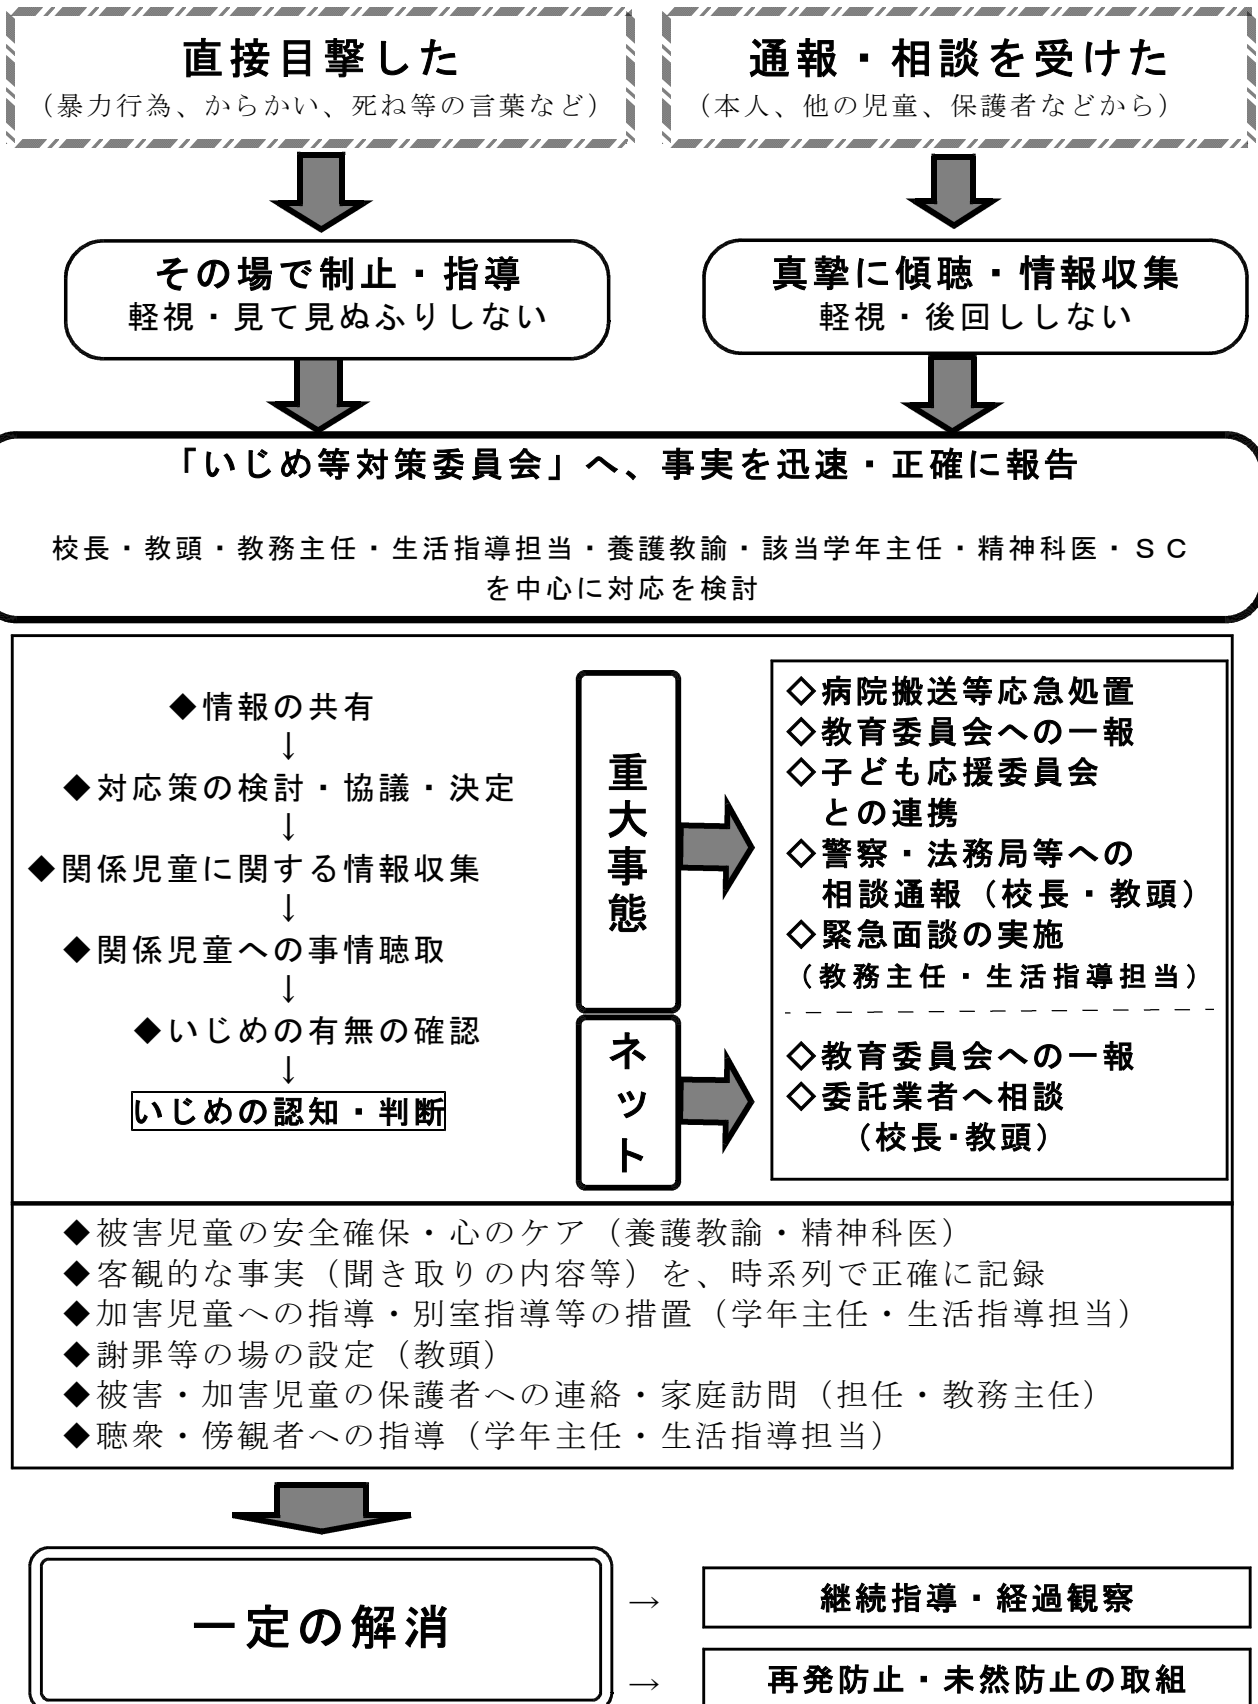 直接目撃した
（暴力行為、からかい、死ね等の言葉など）
通報・相談を受けた
（本人、他の児童、保護者などから）
その場で制止・指導
軽視・見て見ぬふりしない
真摯に傾聴・情報収集
軽視・後回ししない
「いじめ等対策委員会」へ、事実を迅速・正確に報告
校長・教頭・教務主任・生活指導担当・養護教諭・該当学年主任・精神科医・ＳＣ
を中心に対応を検討
◆情報の共有
↓
◆対応策の検討・協議・決定
↓
◆関係児童に関する情報収集
↓
◆関係児童への事情聴取
↓
◆いじめの有無の確認
↓
いじめの認知・判断
重大事態
◇病院搬送等応急処置
◇教育委員会への一報
◇子ども応援委員会
との連携
◇警察・法務局等への
相談通報（校長・教頭）
◇緊急面談の実施
（教務主任・生活指導担当）
ネット
◇教育委員会への一報
◇委託業者へ相談
（校長・教頭）
◆被害児童の安全確保・心のケア（養護教諭・精神科医）
◆客観的な事実（聞き取りの内容等）を、時系列で正確に記録
◆加害児童への指導・別室指導等の措置（学年主任・生活指導担当）
◆謝罪等の場の設定（教頭）
◆被害・加害児童の保護者への連絡・家庭訪問（担任・教務主任）
◆聴衆・傍観者への指導（学年主任・生活指導担当）
一定の解消
→
継続指導・経過観察
→
再発防止・未然防止の取組